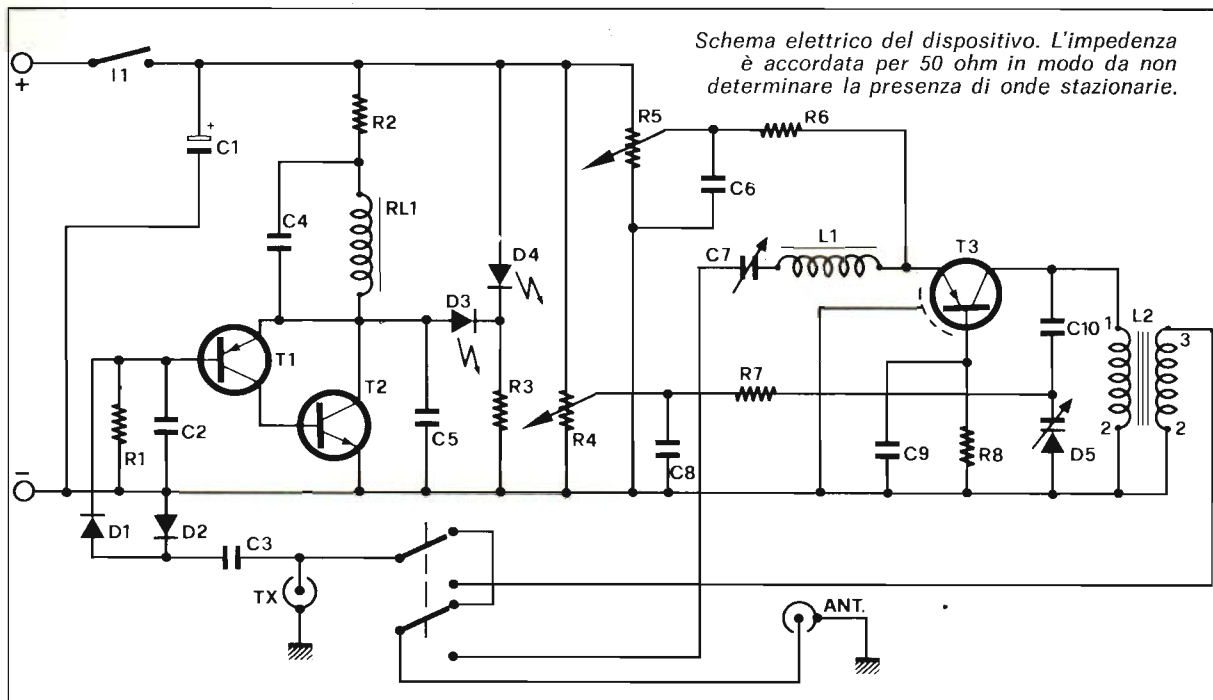 Schema elettrico del dispositivo. L'impedenza
è accordata per 50 ohm in modo da non
determinare la presenza di onde stazionarie.
+
I1
+
C1
R2
C4
RL1
R5
R6
C6
C7
L1
T3
D4
D3
T1
T2
R1
C2
C5
R3
R4
R7
C8
C9
R8
C10
D5
1
L2
3
2
2
−
D1
D2
C3
TX
ANT.